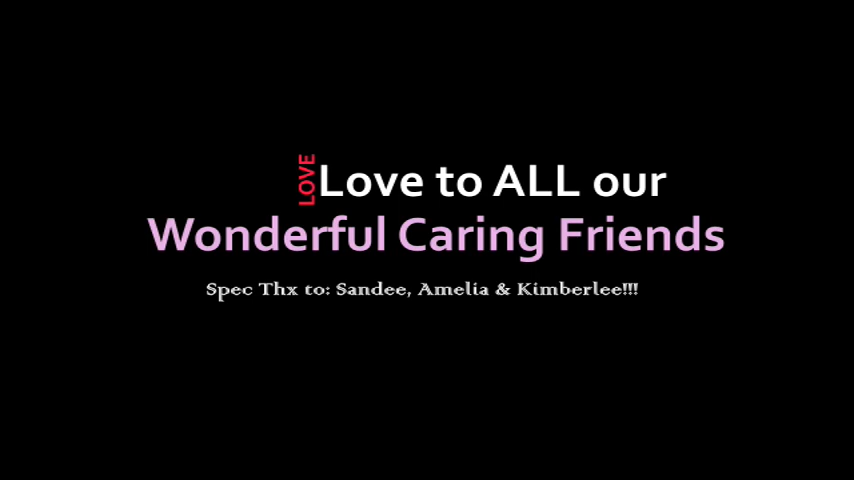 LOVE
Love to ALL our
Wonderful Caring Friends
Spec Thx to: Sandee, Amelia & Kimberlee!!!